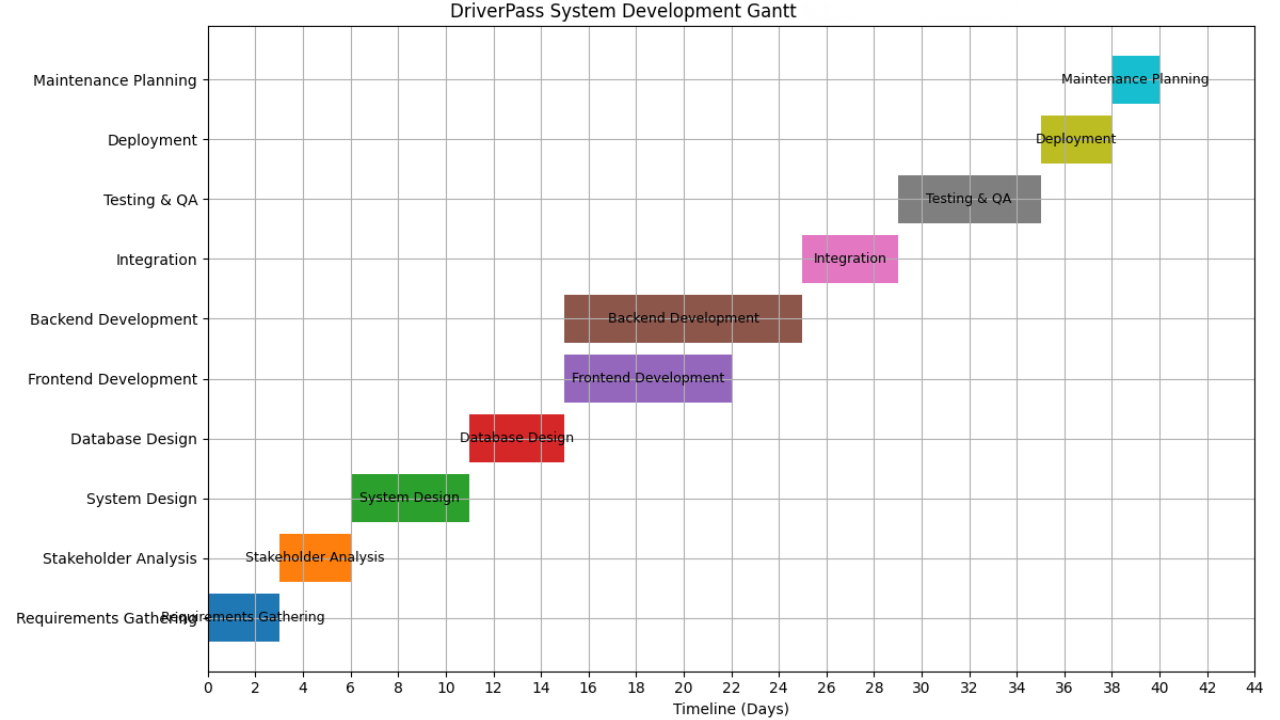 DriverPass System Development Gantt
Maintenance Planning
Maintenance Planning
Deployment
Deployment
Testing & QA
Testing & QA
Integration
Integration
Backend Development
Backend Development
Frontend Development
Frontend Development
Database Design
Database Design
System Design
System Design
Stakeholder Analysis
Stakeholder Analysis
Requirements Gathering
Requirements Gathering
0 2 4 6 8 10 12 14 16 18 20 22 24 26 28 30 32 34 36 38 40 42 44
Timeline (Days)